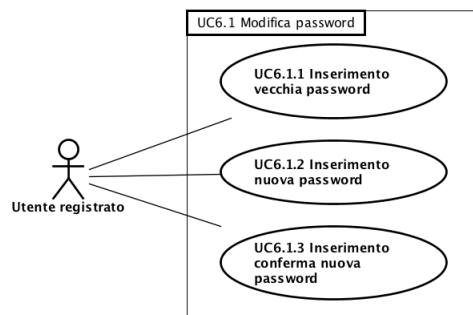 UC6.1 Modifica password
UC6.1.1 Inserimento
vecchia password
UC6.1.2 Inserimento
nuova password
Utente registrato
UC6.1.3 Inserimento
conferma nuova
password